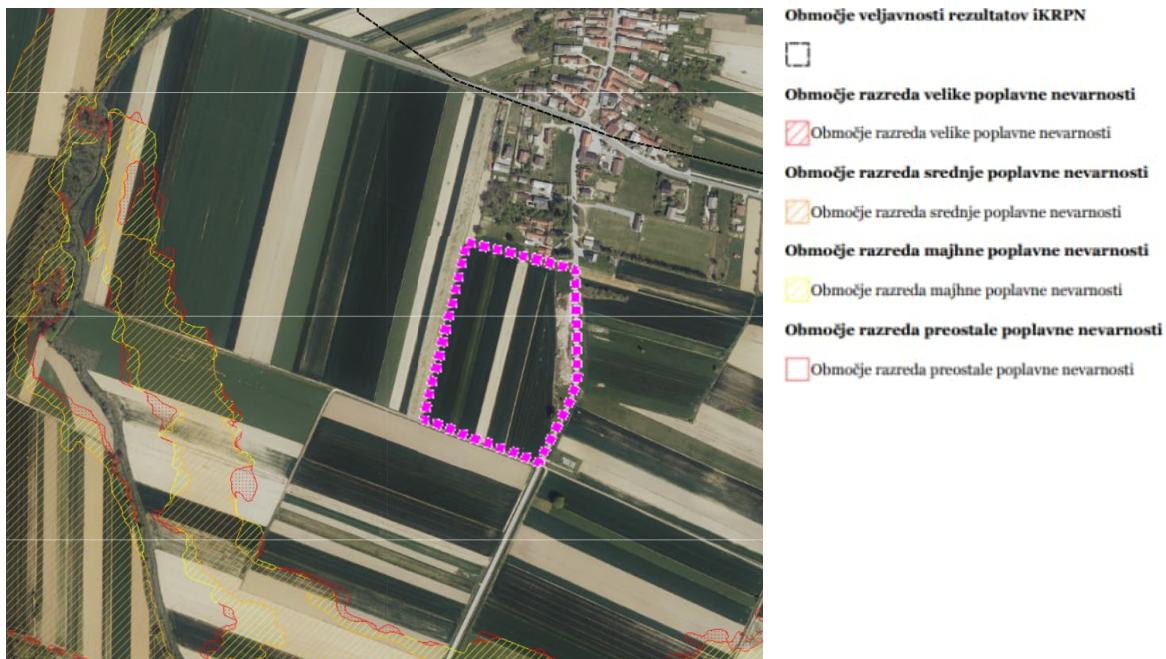 Območje veljavnosti rezultatov iKRPN
Območje razreda velike poplavne nevarnosti
Območje razreda velike poplavne nevarnosti
Območje razreda srednje poplavne nevarnosti
Območje razreda srednje poplavne nevarnosti
Območje razreda majhne poplavne nevarnosti
Območje razreda majhne poplavne nevarnosti
Območje razreda preostale poplavne nevarnosti
Območje razreda preostale poplavne nevarnosti